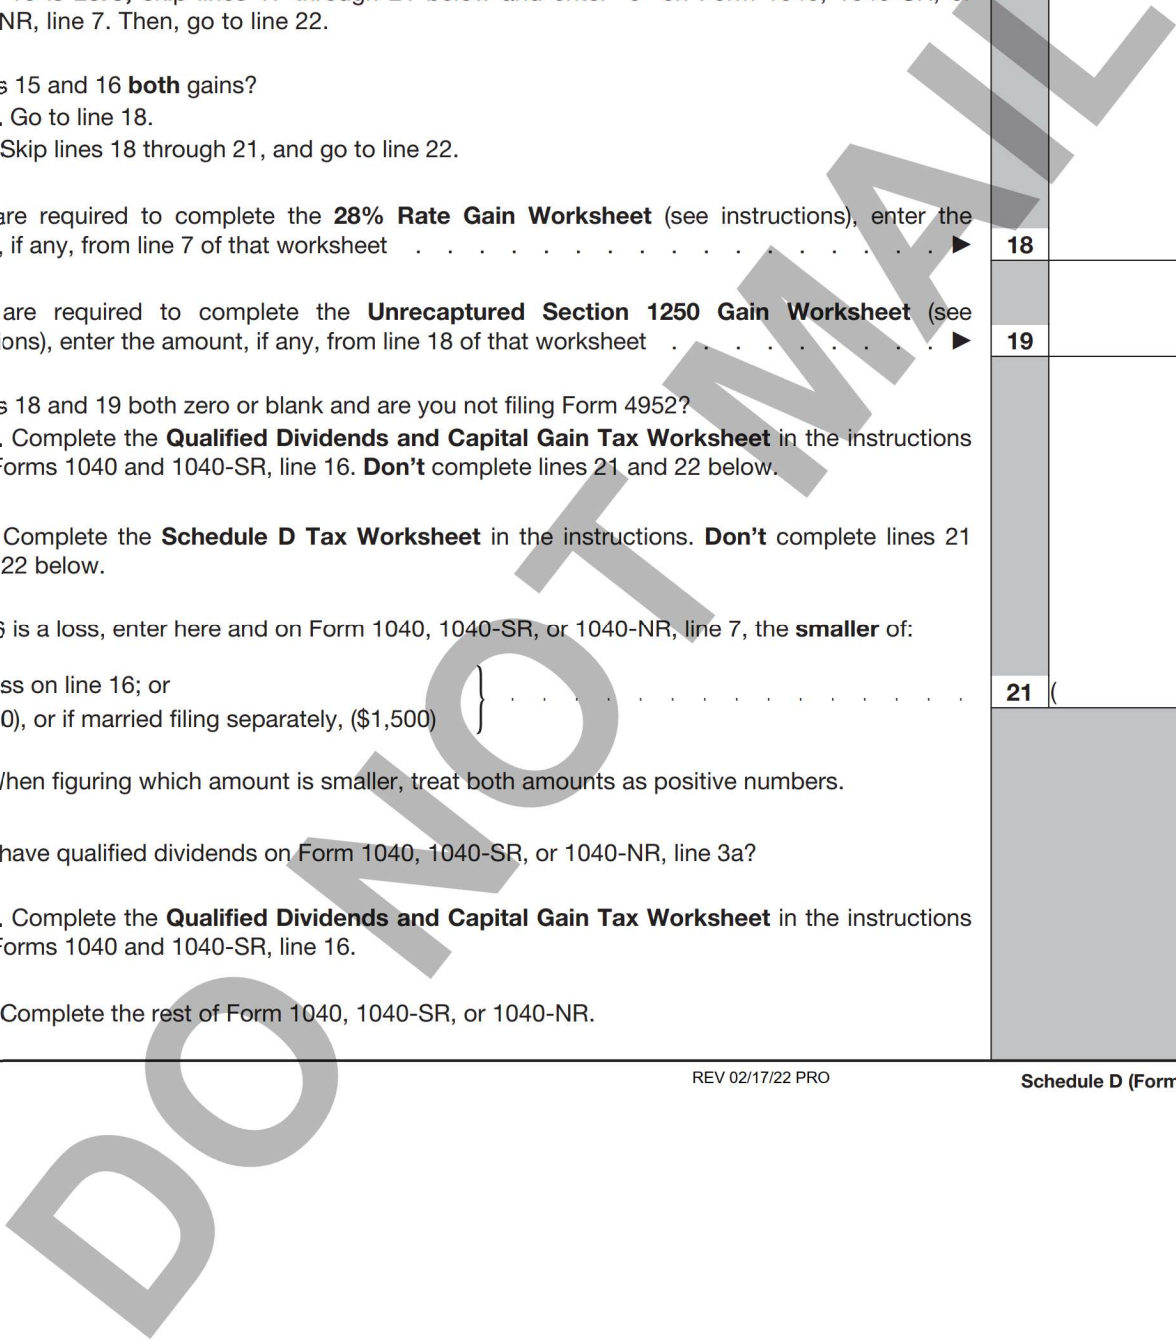 NR, line 7. Then, go to line 22.
15 and 16 both gains?
. Go to line 18.
Skip lines 18 through 21, and go to line 22.
are required to complete the 28% Rate Gain Worksheet (see instructions), enter the
, if any, from line 7 of that worksheet . . . . . . . . . . . . . . . . . ▶ 18
are required to complete the Unrecaptured Section 1250 Gain Worksheet (see
ions), enter the amount, if any, from line 18 of that worksheet . . . . . . . . . ▶ 19
18 and 19 both zero or blank and are you not filing Form 4952?
. Complete the Qualified Dividends and Capital Gain Tax Worksheet in the instructions
Forms 1040 and 1040-SR, line 16. Don't complete lines 21 and 22 below.
Complete the Schedule D Tax Worksheet in the instructions. Don't complete lines 21
22 below.
is a loss, enter here and on Form 1040, 1040-SR, or 1040-NR, line 7, the smaller of:
ss on line 16; or
0), or if married filing separately, ($1,500) } . . . . . . . . . . . . . . . 21 (
When figuring which amount is smaller, treat both amounts as positive numbers.
have qualified dividends on Form 1040, 1040-SR, or 1040-NR, line 3a?
. Complete the Qualified Dividends and Capital Gain Tax Worksheet in the instructions
Forms 1040 and 1040-SR, line 16.
Complete the rest of Form 1040, 1040-SR, or 1040-NR.
REV 02/17/22 PRO Schedule D (Form
DO NOT MAIL